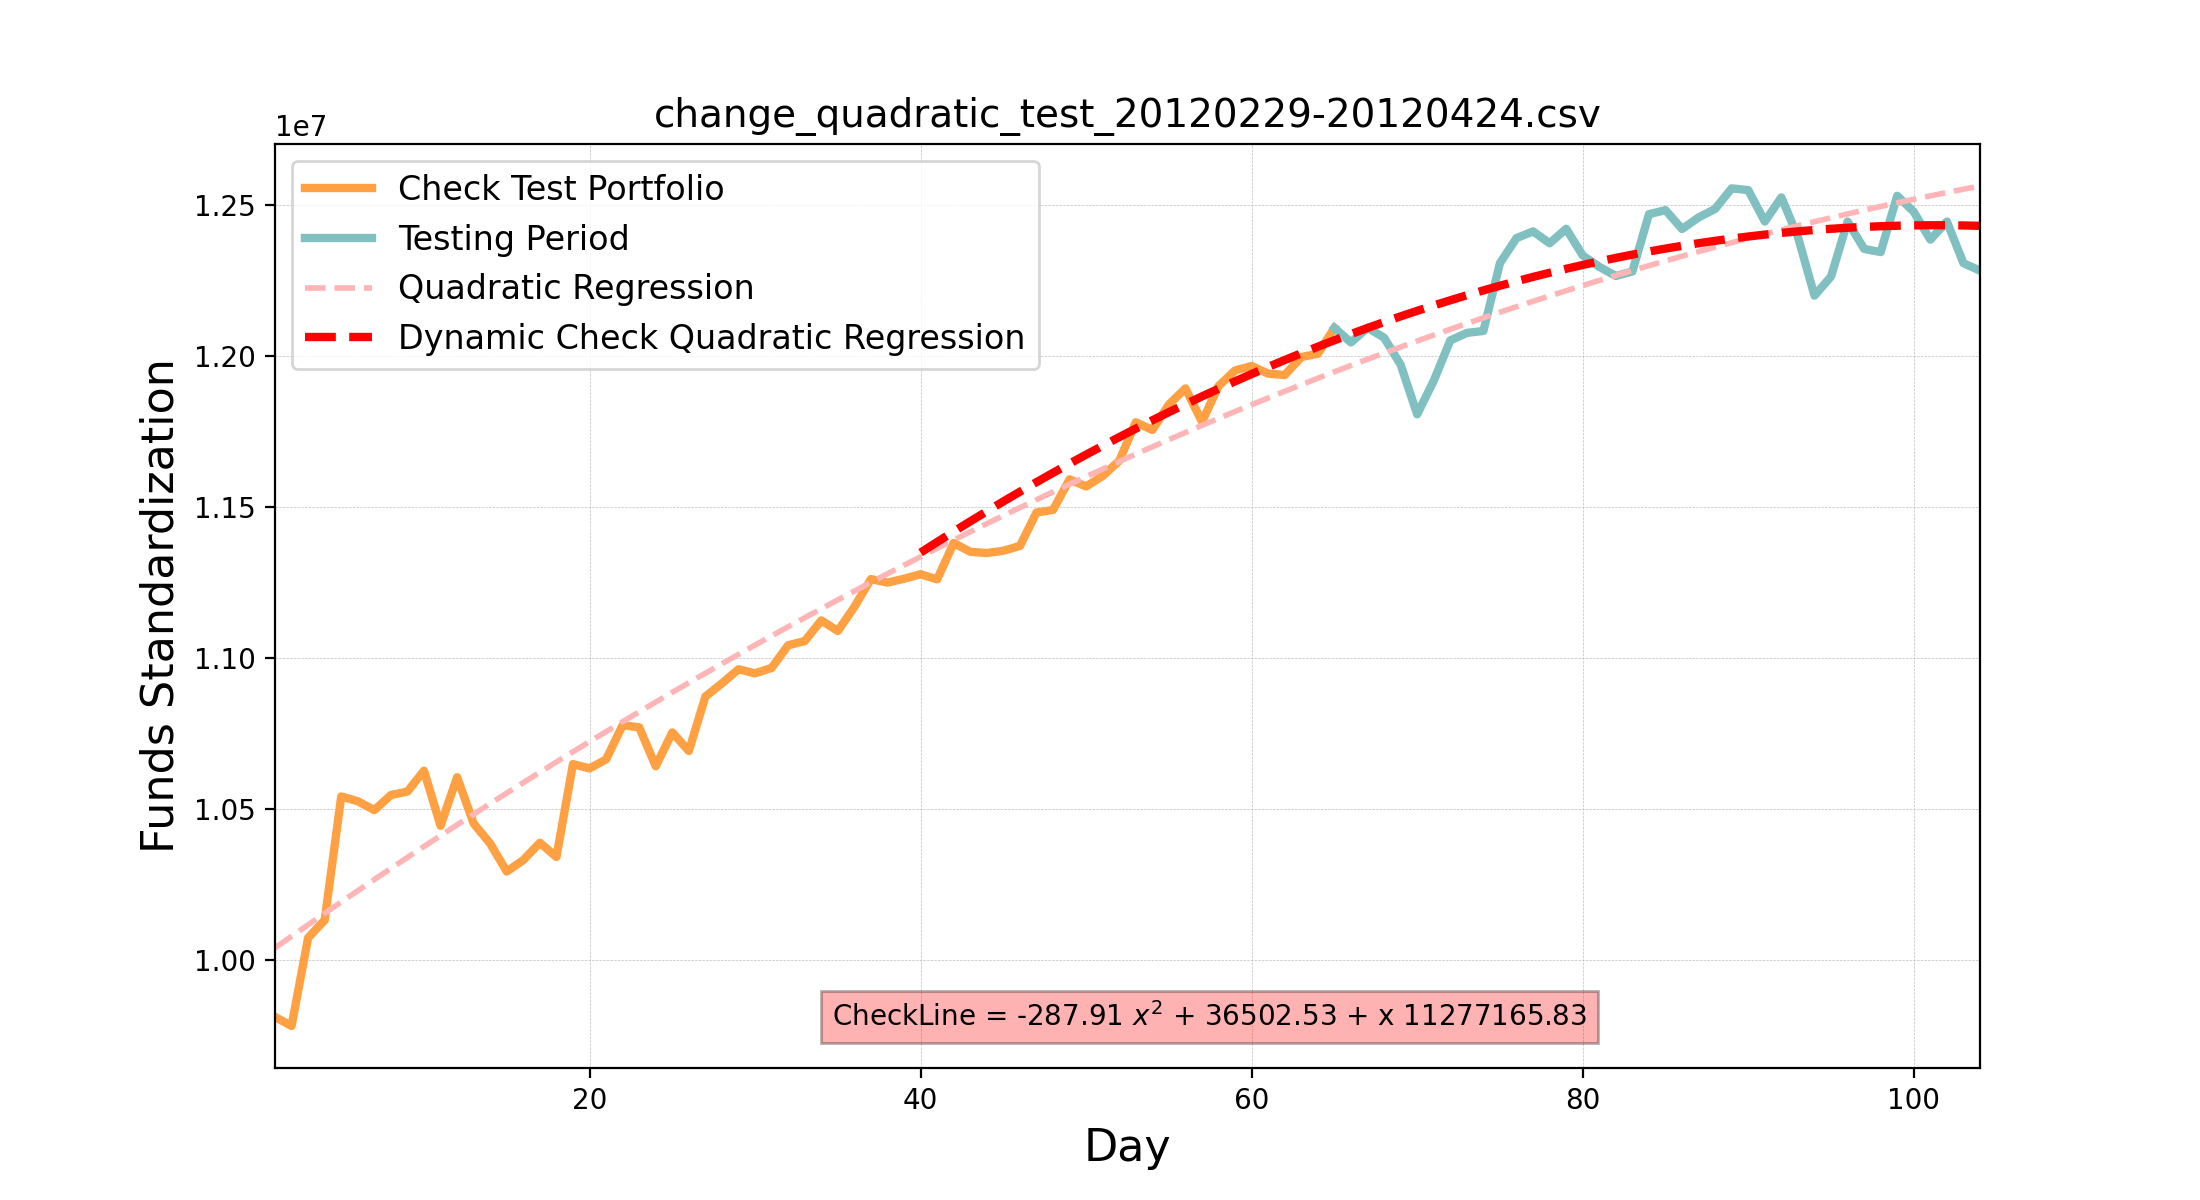 change_quadratic_test_20120229-20120424.csv
1e7
Check Test Portfolio
Testing Period
Quadratic Regression
Dynamic Check Quadratic Regression
1.25
1.20
1.15
1.10
1.05
1.00
Funds Standardization
CheckLine = -287.91 x² + 36502.53 + x 11277165.83
20 40 60 80 100
Day